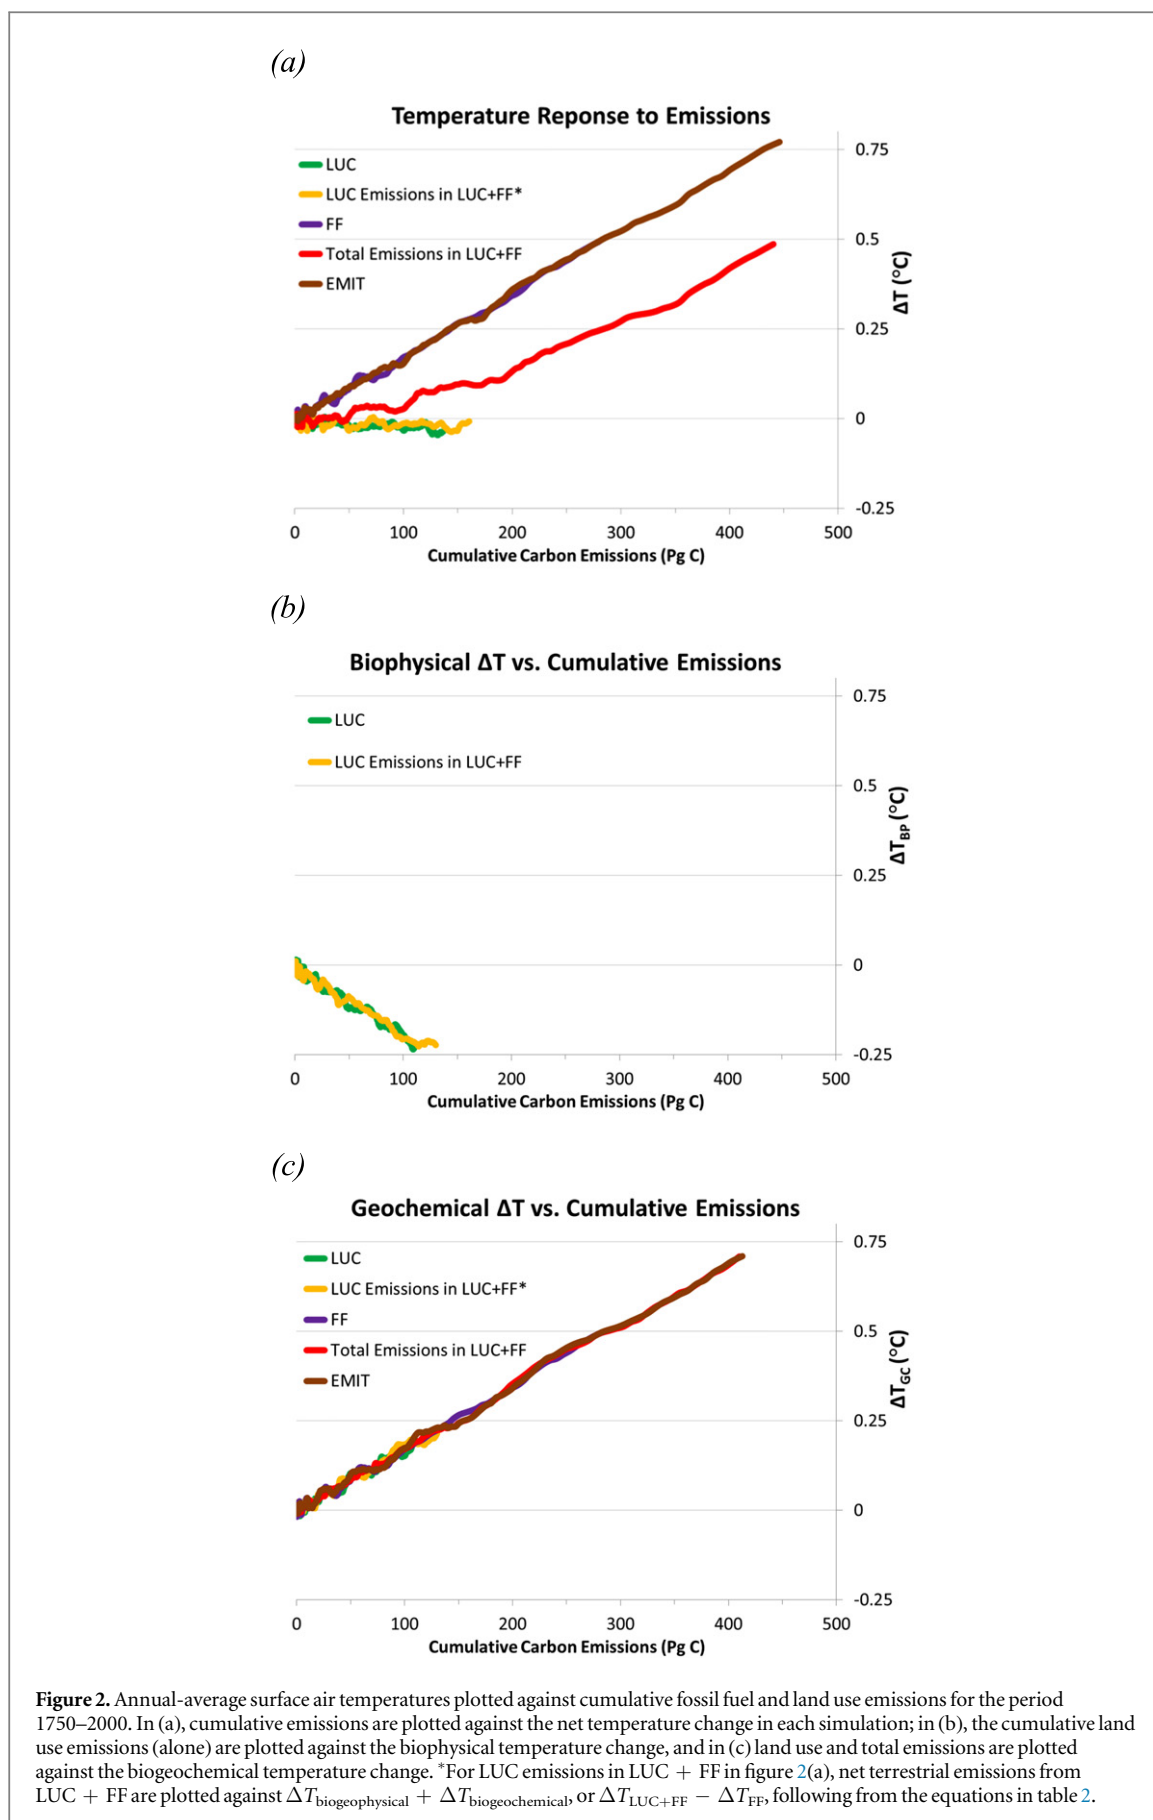 (a)
Temperature Reponse to Emissions
LUC
LUC Emissions in LUC+FF*
FF
Total Emissions in LUC+FF
EMIT
0.75
0.5
0.25
0
-0.25
ΔT (°C)
0 100 200 300 400 500
Cumulative Carbon Emissions (Pg C)
(b)
Biophysical ΔT vs. Cumulative Emissions
LUC
LUC Emissions in LUC+FF
0.75
0.5
0.25
0
-0.25
ΔT_BP (°C)
0 100 200 300 400 500
Cumulative Carbon Emissions (Pg C)
(c)
Geochemical ΔT vs. Cumulative Emissions
LUC
LUC Emissions in LUC+FF*
FF
Total Emissions in LUC+FF
EMIT
0.75
0.5
0.25
0
-0.25
ΔT_GC (°C)
0 100 200 300 400 500
Cumulative Carbon Emissions (Pg C)
Figure 2. Annual-average surface air temperatures plotted against cumulative fossil fuel and land use emissions for the period
1750–2000. In (a), cumulative emissions are plotted against the net temperature change in each simulation; in (b), the cumulative land
use emissions (alone) are plotted against the biophysical temperature change, and in (c) land use and total emissions are plotted
against the biogeochemical temperature change. *For LUC emissions in LUC + FF in figure 2(a), net terrestrial emissions from
LUC + FF are plotted against ΔT_biogeophysical + ΔT_biogeochemical, or ΔT_LUC+FF − ΔT_FF, following from the equations in table 2.